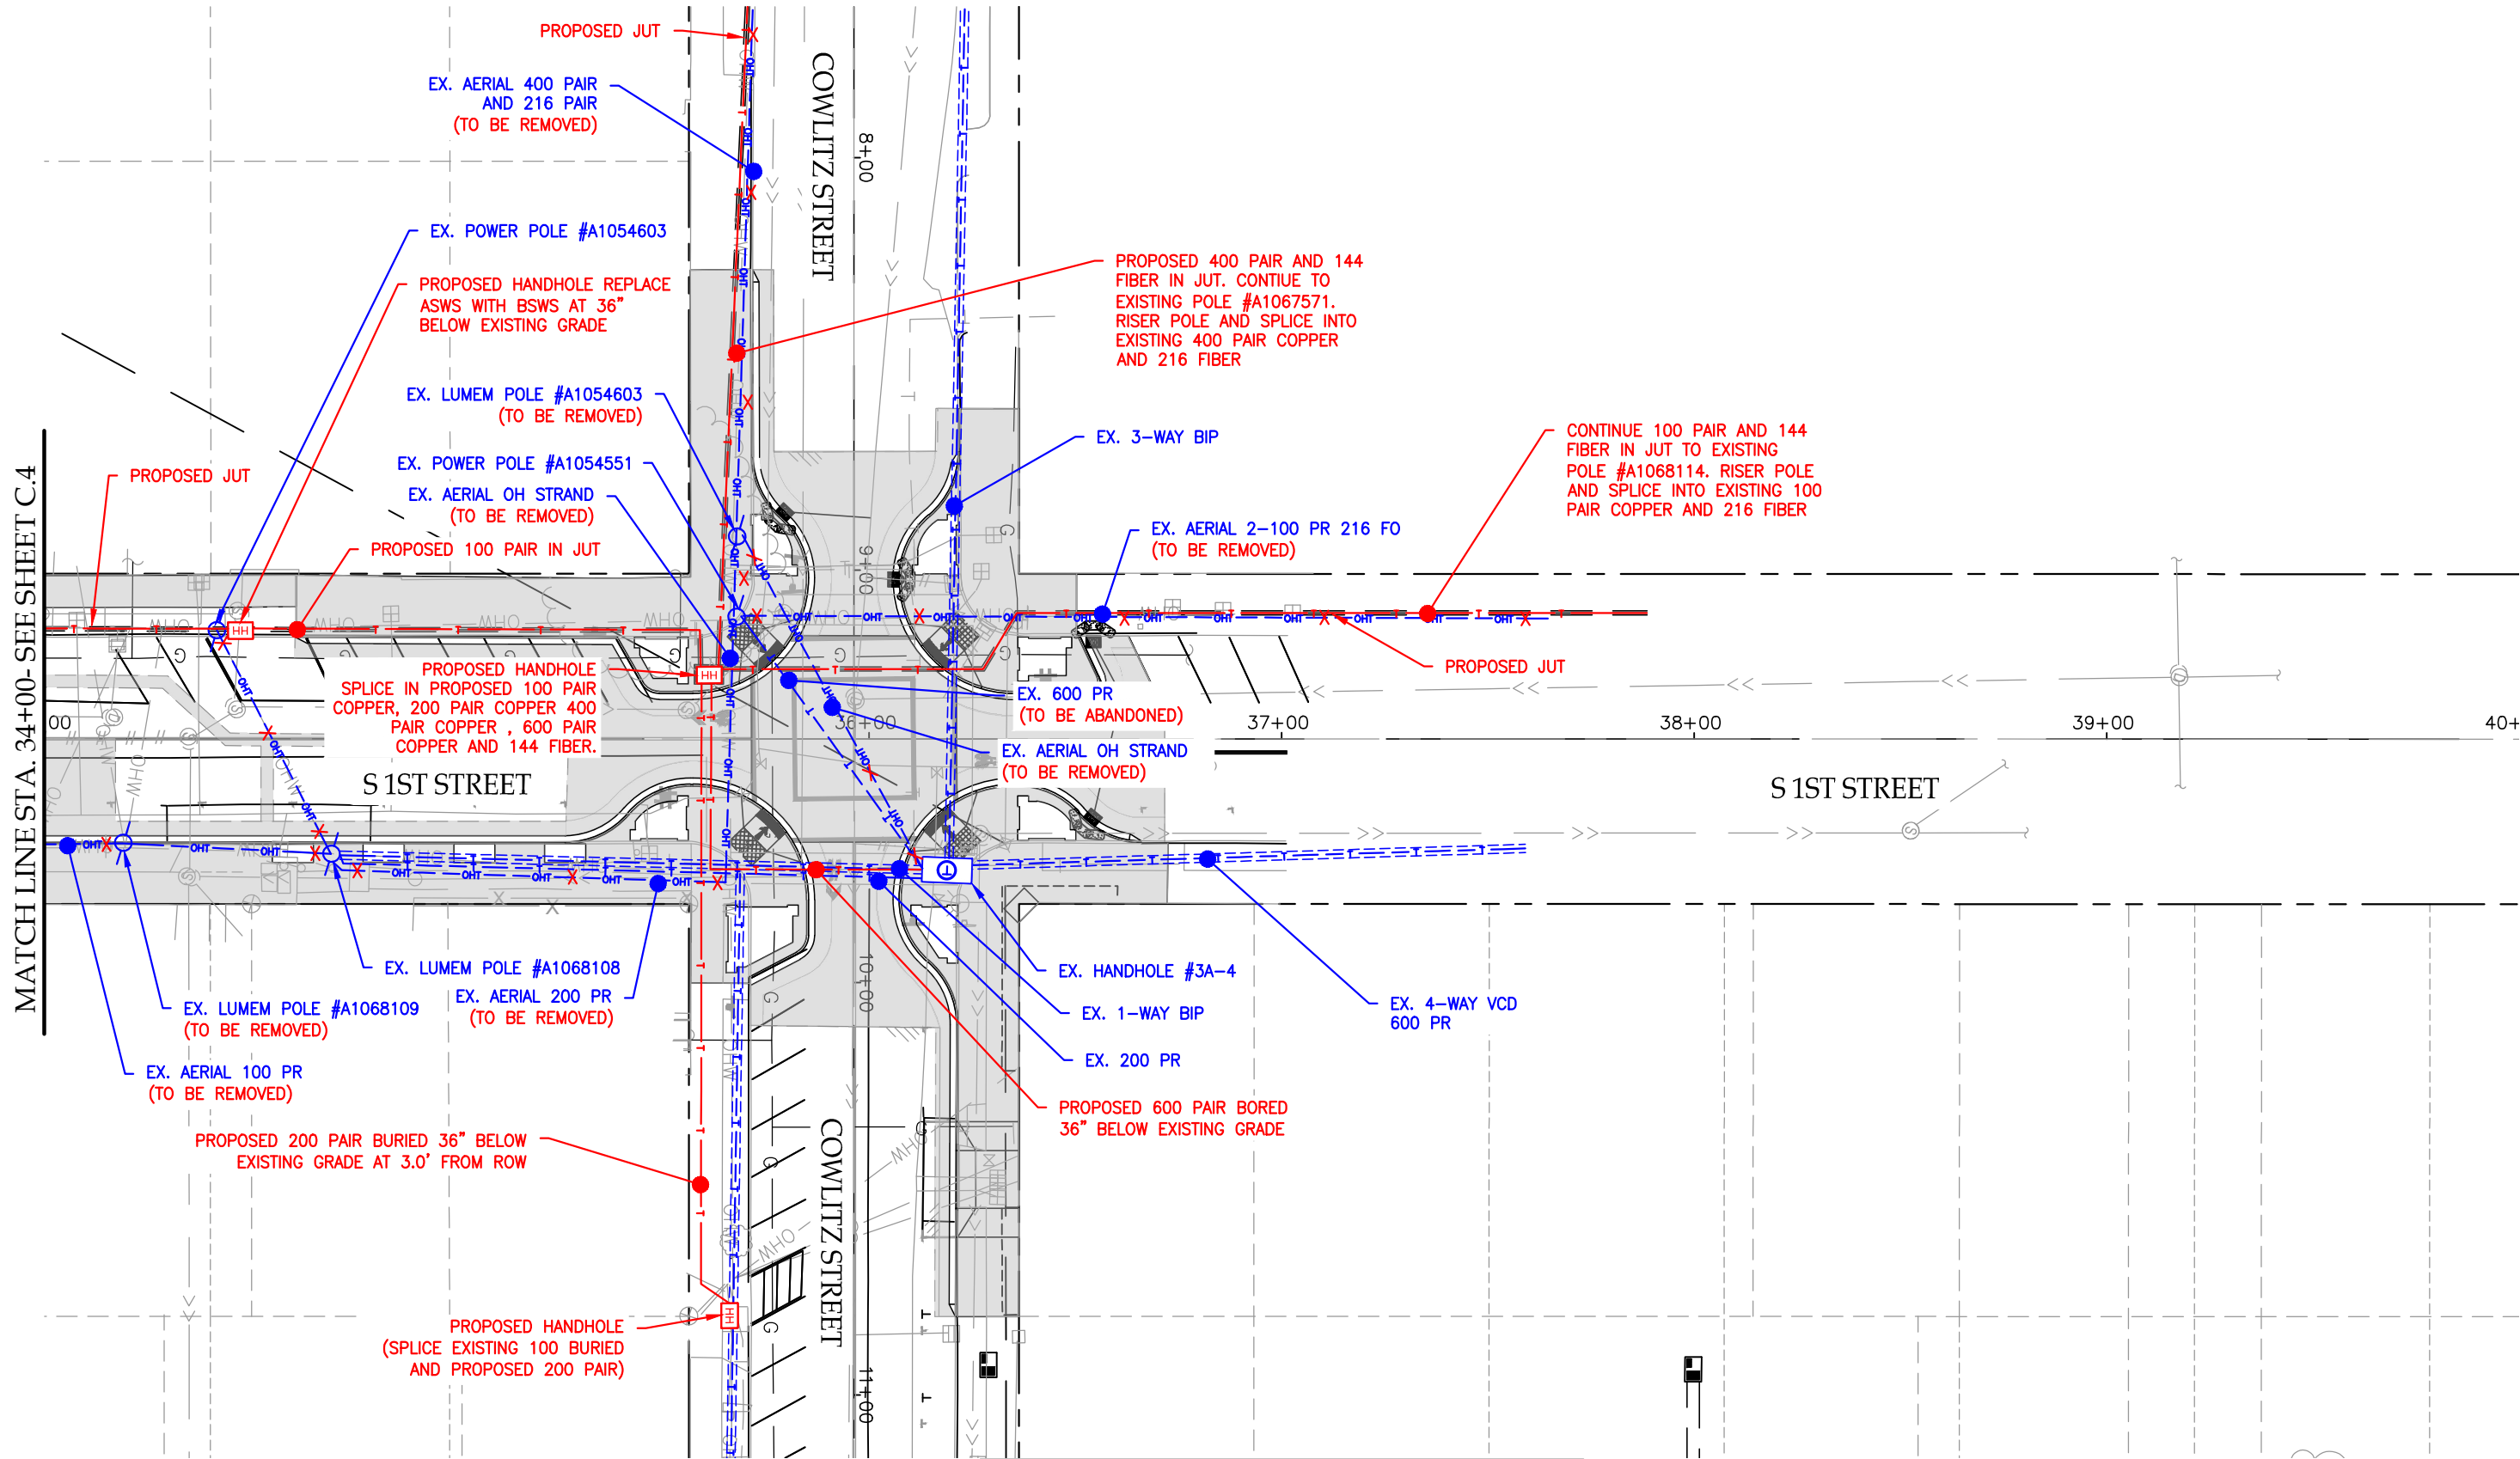 PROPOSED JUT
EX. AERIAL 400 PAIR
AND 216 PAIR
(TO BE REMOVED)
COWLITZ STREET
8+00
EX. POWER POLE #A1054603
PROPOSED HANDHOLE REPLACE
ASWS WITH BSWS AT 36"
BELOW EXISTING GRADE
PROPOSED 400 PAIR AND 144
FIBER IN JUT. CONTIUE TO
EXISTING POLE #A1067571.
RISER POLE AND SPLICE INTO
EXISTING 400 PAIR COPPER
AND 216 FIBER
EX. LUMEM POLE #A1054603
(TO BE REMOVED)
EX. 3-WAY BIP
CONTINUE 100 PAIR AND 144
FIBER IN JUT TO EXISTING
POLE #A1068114. RISER POLE
AND SPLICE INTO EXISTING 100
PAIR COPPER AND 216 FIBER
MATCH LINE STA. 34+00- SEE SHEET C.4
PROPOSED JUT
EX. POWER POLE #A1054551
EX. AERIAL OH STRAND
(TO BE REMOVED)
EX. AERIAL 2-100 PR 216 FO
(TO BE REMOVED)
PROPOSED 100 PAIR IN JUT
9+00
HH
HH
PROPOSED HANDHOLE
SPLICE IN PROPOSED 100 PAIR
COPPER, 200 PAIR COPPER 400
PAIR COPPER , 600 PAIR
COPPER AND 144 FIBER.
PROPOSED JUT
EX. 600 PR
(TO BE ABANDONED)
EX. AERIAL OH STRAND
(TO BE REMOVED)
00
36+00
37+00
38+00
39+00
40+
S 1ST STREET
S 1ST STREET
EX. LUMEM POLE #A1068108
EX. AERIAL 200 PR
(TO BE REMOVED)
EX. LUMEM POLE #A1068109
(TO BE REMOVED)
EX. AERIAL 100 PR
(TO BE REMOVED)
10+00
EX. HANDHOLE #3A-4
EX. 1-WAY BIP
EX. 200 PR
EX. 4-WAY VCD
600 PR
PROPOSED 600 PAIR BORED
36" BELOW EXISTING GRADE
PROPOSED 200 PAIR BURIED 36" BELOW
EXISTING GRADE AT 3.0' FROM ROW
COWLITZ STREET
HH
PROPOSED HANDHOLE
(SPLICE EXISTING 100 BURIED
AND PROPOSED 200 PAIR)
11+00